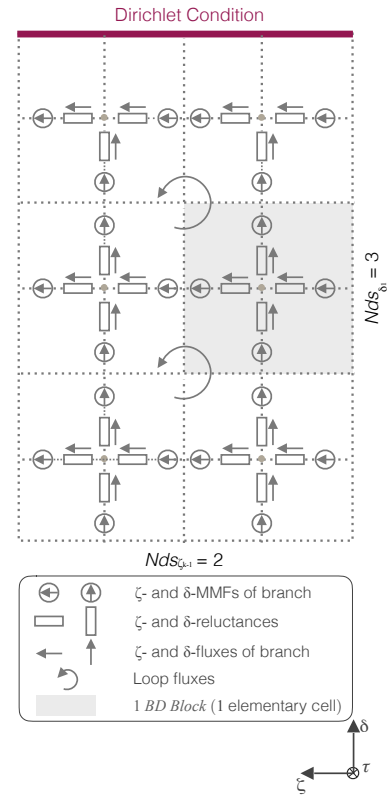 Dirichlet Condition
Nds_δ₁ = 3
Nds_ζₖ₋₁ = 2
ζ- and δ-MMFs of branch
ζ- and δ-reluctances
ζ- and δ-fluxes of branch
Loop fluxes
1 BD Block (1 elementary cell)
δ
τ
ζ